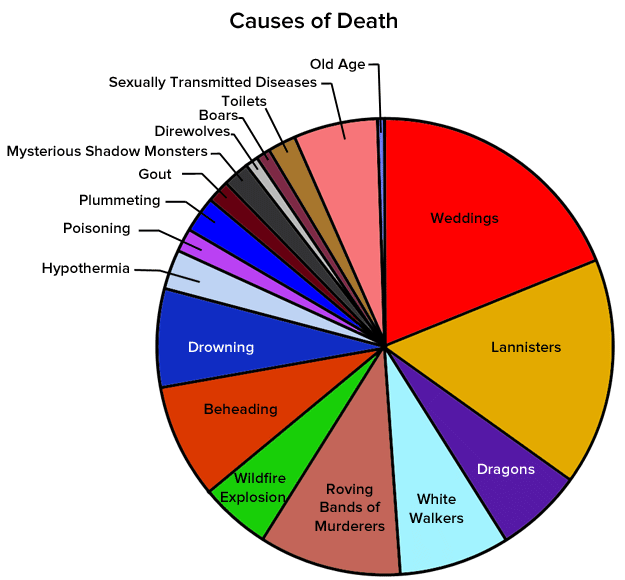 Causes of Death
Old Age
Sexually Transmitted Diseases
Toilets
Boars
Direwolves
Mysterious Shadow Monsters
Gout
Plummeting
Poisoning
Hypothermia
Weddings
Lannisters
Drowning
Beheading
Dragons
Wildfire
Explosion
Roving
Bands of
Murderers
White
Walkers